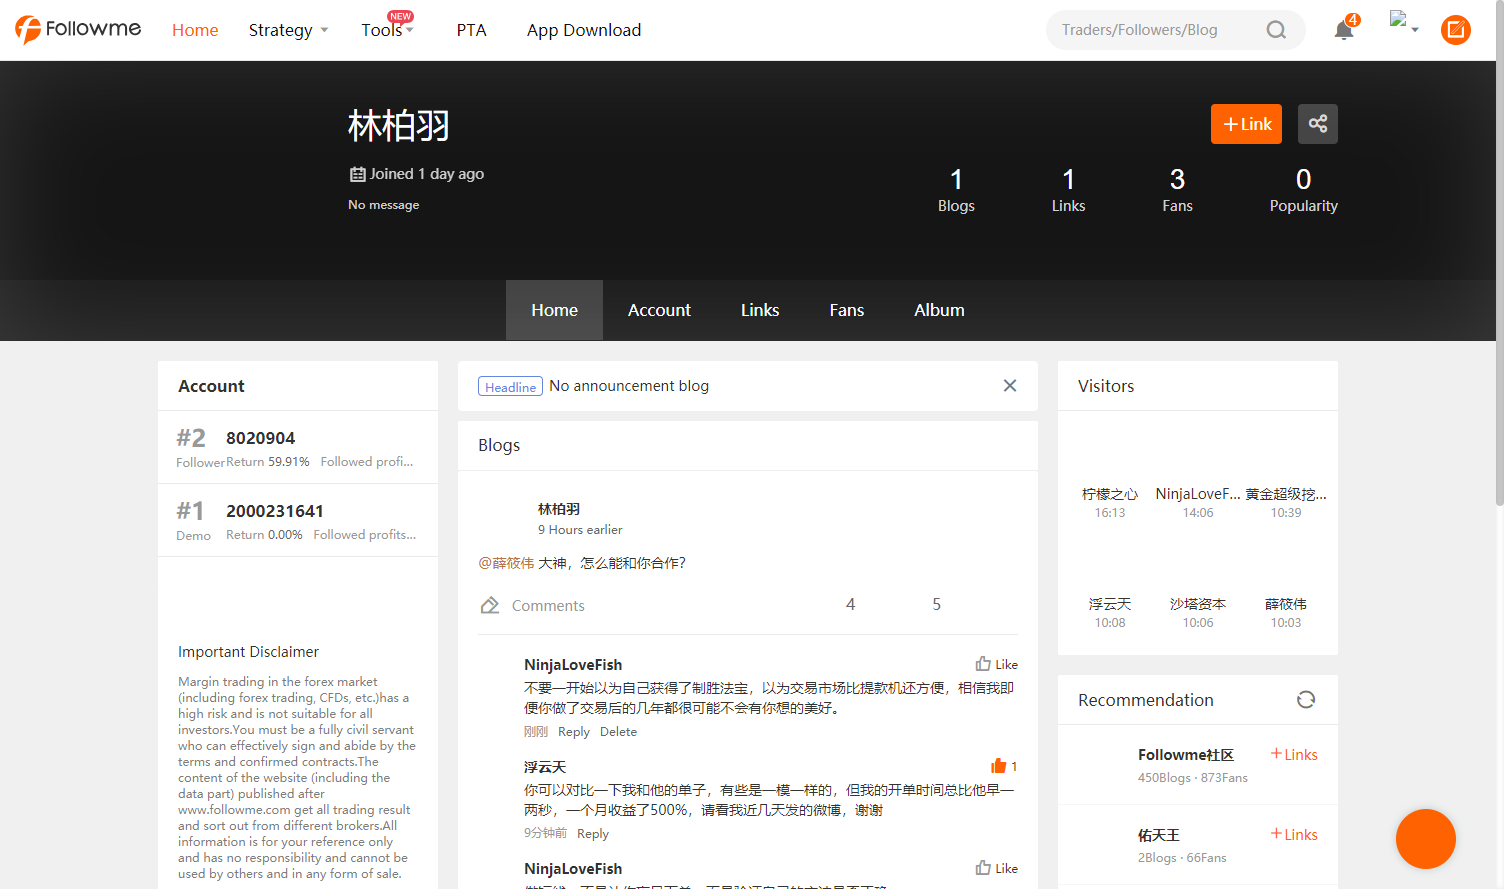 Followme
Home
Strategy
Tools
NEW
PTA
App Download
Traders/Followers/Blog
4
林柏羽
+Link
Joined 1 day ago
No message
1
Blogs
1
Links
3
Fans
0
Popularity
Home
Account
Links
Fans
Album
Account
#2
8020904
Follower
Return 59.91%
Followed profi...
#1
2000231641
Demo
Return 0.00%
Followed profits...
Important Disclaimer
Margin trading in the forex market
(including forex trading, CFDs, etc.)has a
high risk and is not suitable for all
investors.You must be a fully civil servant
who can effectively sign and abide by the
terms and confirmed contracts.The
content of the website (including the
data part) published after
www.followme.com get all trading result
and sort out from different brokers.All
information is for your reference only
and has no responsibility and cannot be
used by others and in any form of sale.
Headline
No announcement blog
Blogs
林柏羽
9 Hours earlier
@薛筱伟 大神，怎么能和你合作？
Comments
4
5
NinjaLoveFish
Like
不要一开始以为自己获得了制胜法宝，以为交易市场比提款机还方便，相信我即
便你做了交易后的几年都很可能不会有你想的美好。
刚刚 Reply Delete
浮云天
1
你可以对比一下我和他的单子，有些是一模一样的，但我的开单时间总比他早一
两秒，一个月收益了500%，请看我近几天发的微博，谢谢
9分钟前 Reply
NinjaLoveFish
Like
Visitors
柠檬之心
16:13
NinjaLoveF...
14:06
黄金超级挖...
10:39
浮云天
10:08
沙塔资本
10:06
薛筱伟
10:03
Recommendation
Followme社区
+Links
450Blogs · 873Fans
佑天王
+Links
2Blogs · 66Fans